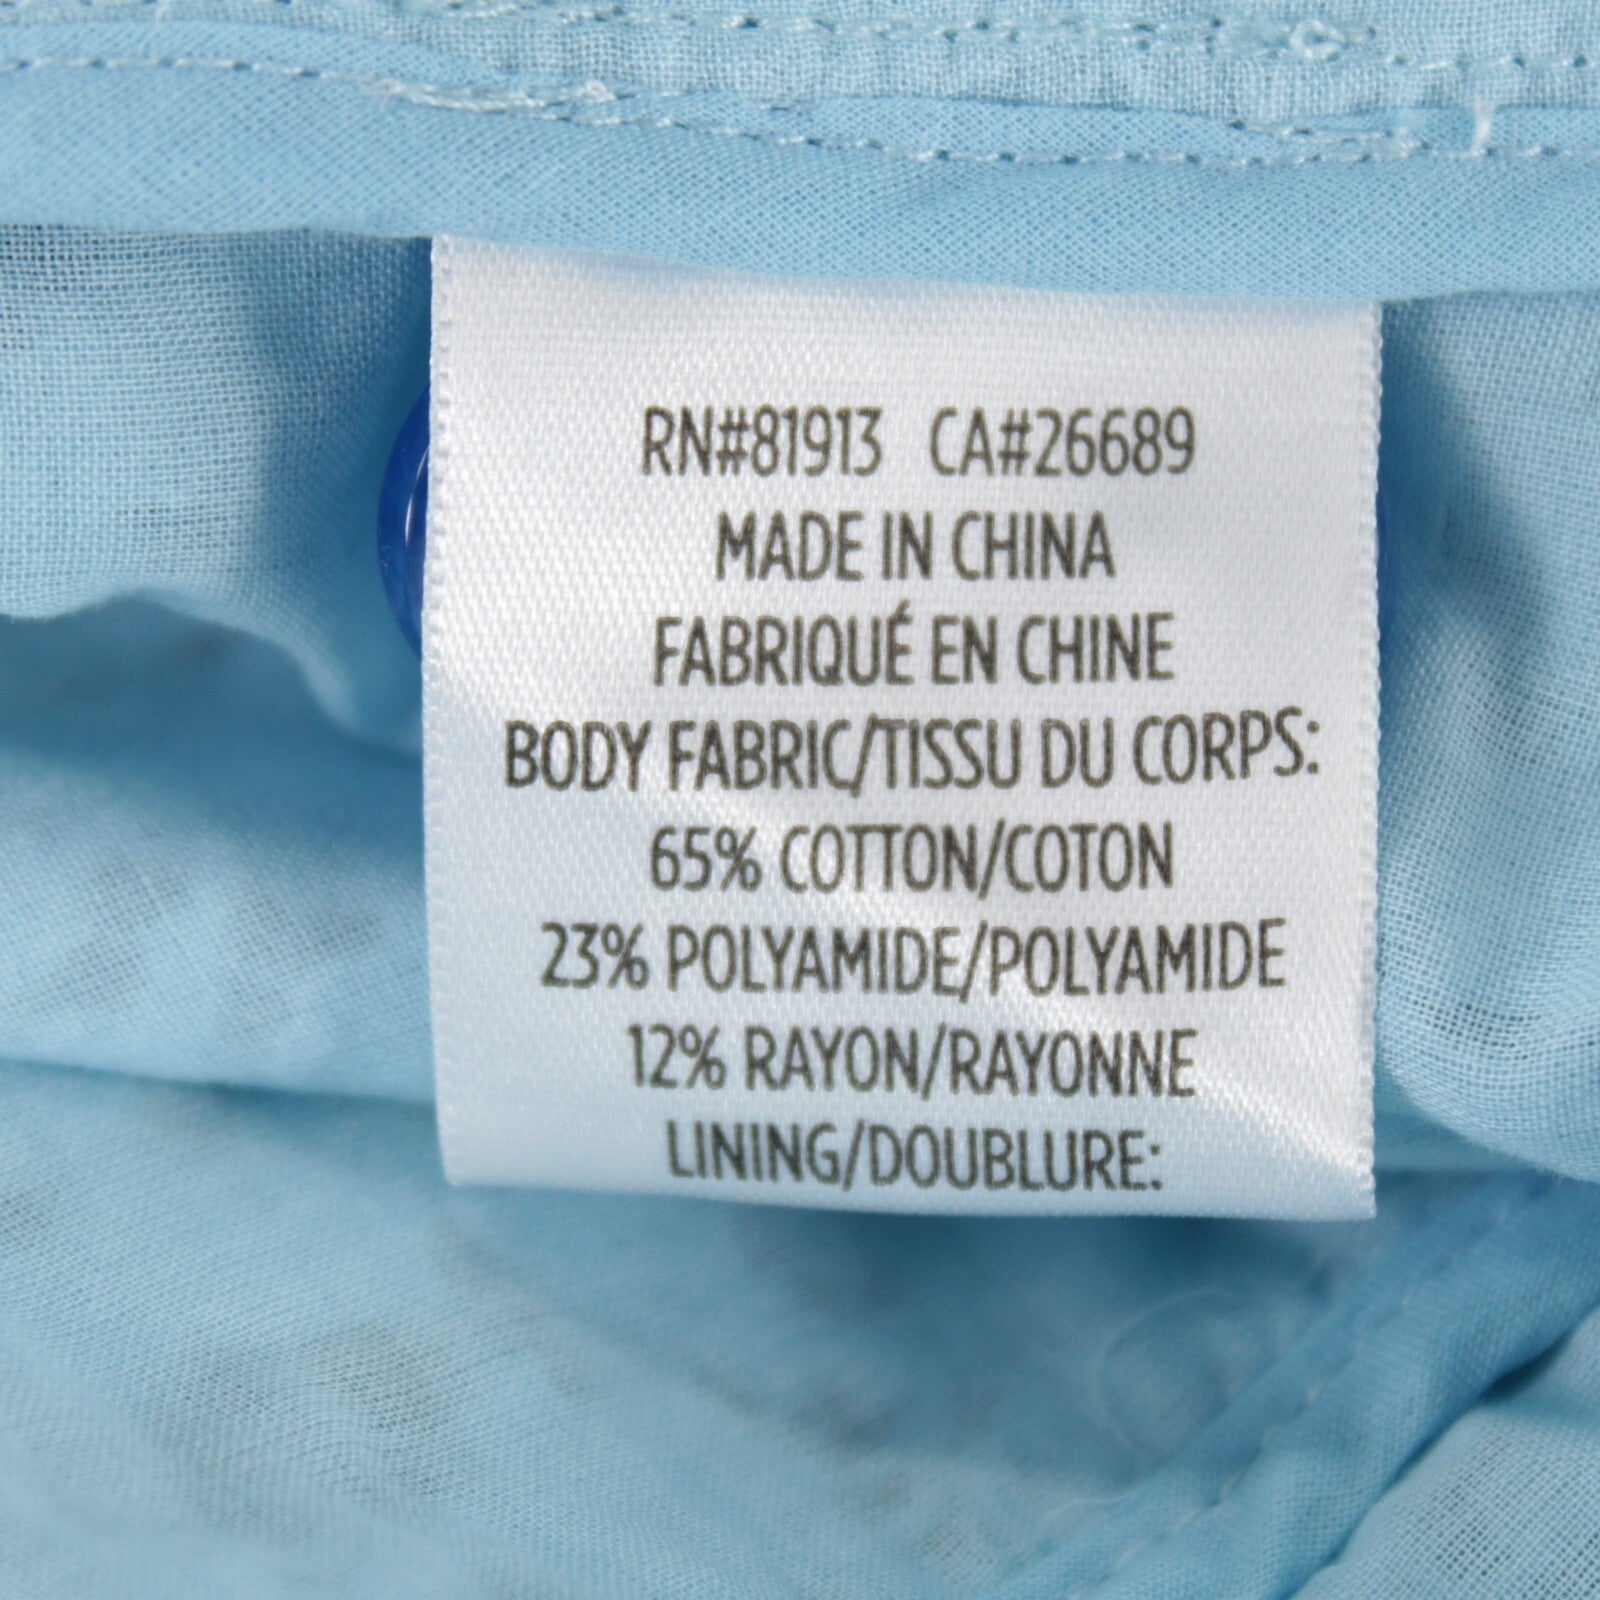 RN#81913 CA#26689
MADE IN CHINA
FABRIQUÉ EN CHINE
BODY FABRIC/TISSU DU CORPS:
65% COTTON/COTON
23% POLYAMIDE/POLYAMIDE
12% RAYON/RAYONNE
LINING/DOUBLURE: